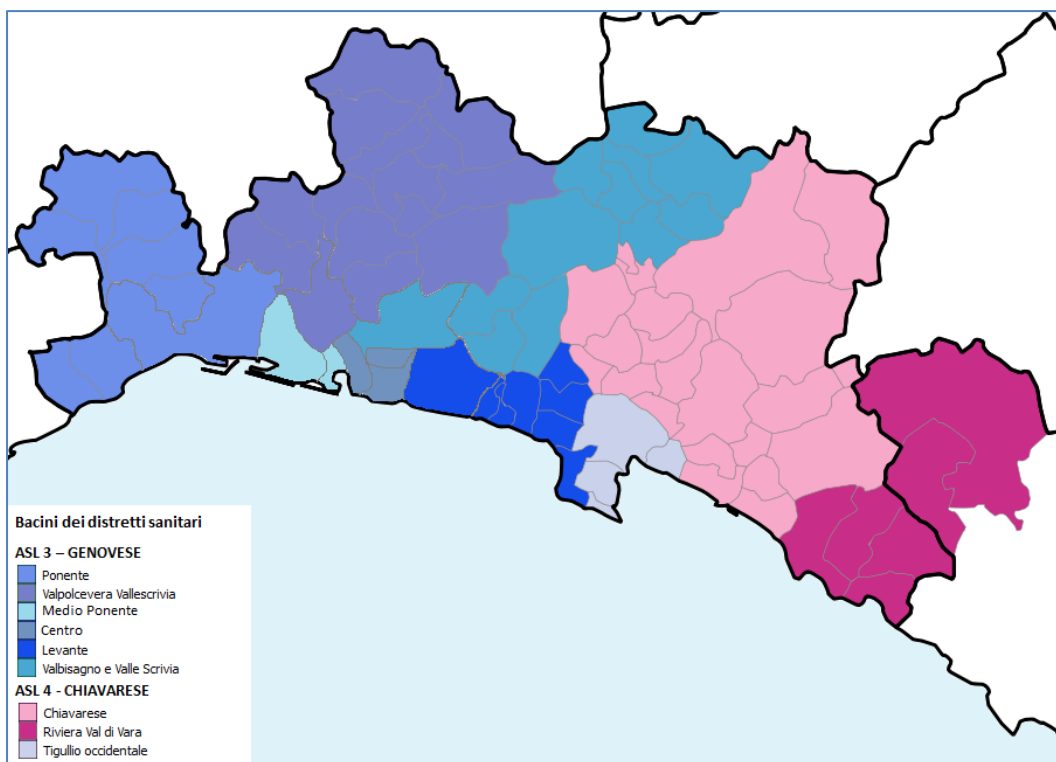 Bacini dei distretti sanitari
ASL 3 – GENOVESE
Ponente
Valpolcevera Vallescrivia
Medio Ponente
Centro
Levante
Valbisagno e Valle Scrivia
ASL 4 - CHIAVARESE
Chiavarese
Riviera Val di Vara
Tigullio occidentale